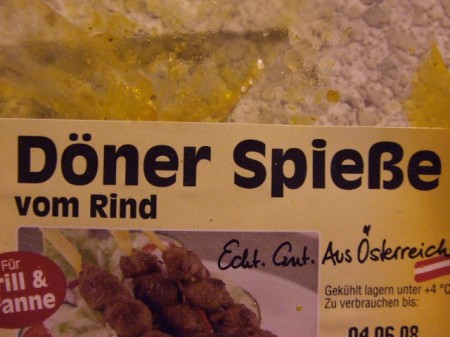 Döner Spieße
vom Rind
Echt. Gut. Aus Österreich
Für
rill &
anne
Gekühlt lagern unter +4 °C
Zu verbrauchen bis:
04.06.08